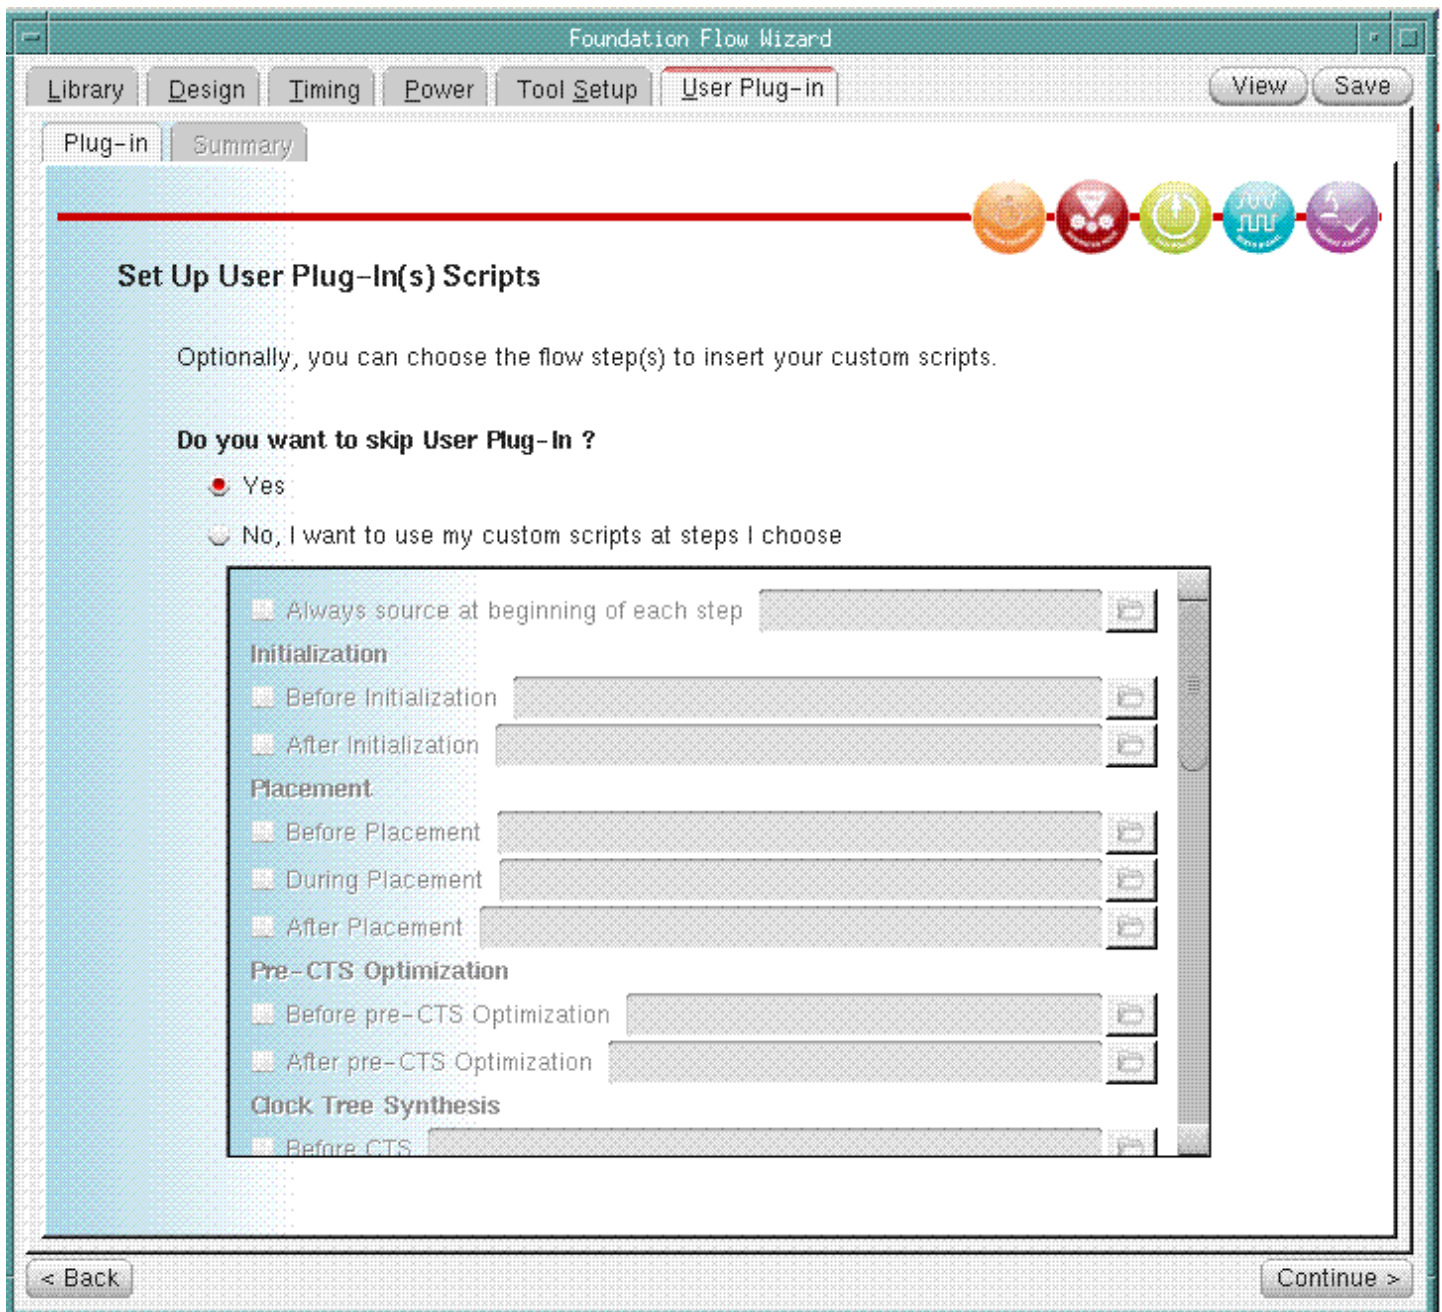 Foundation Flow Wizard
Library Design Timing Power Tool Setup User Plug-in View Save
Plug-in Summary
Set Up User Plug-In(s) Scripts
Optionally, you can choose the flow step(s) to insert your custom scripts.
Do you want to skip User Plug-In ?
Yes
No, I want to use my custom scripts at steps I choose
Always source at beginning of each step
Initialization
Before Initialization
After Initialization
Placement
Before Placement
During Placement
After Placement
Pre-CTS Optimization
Before pre-CTS Optimization
After pre-CTS Optimization
Clock Tree Synthesis
Before CTS
< Back Continue >